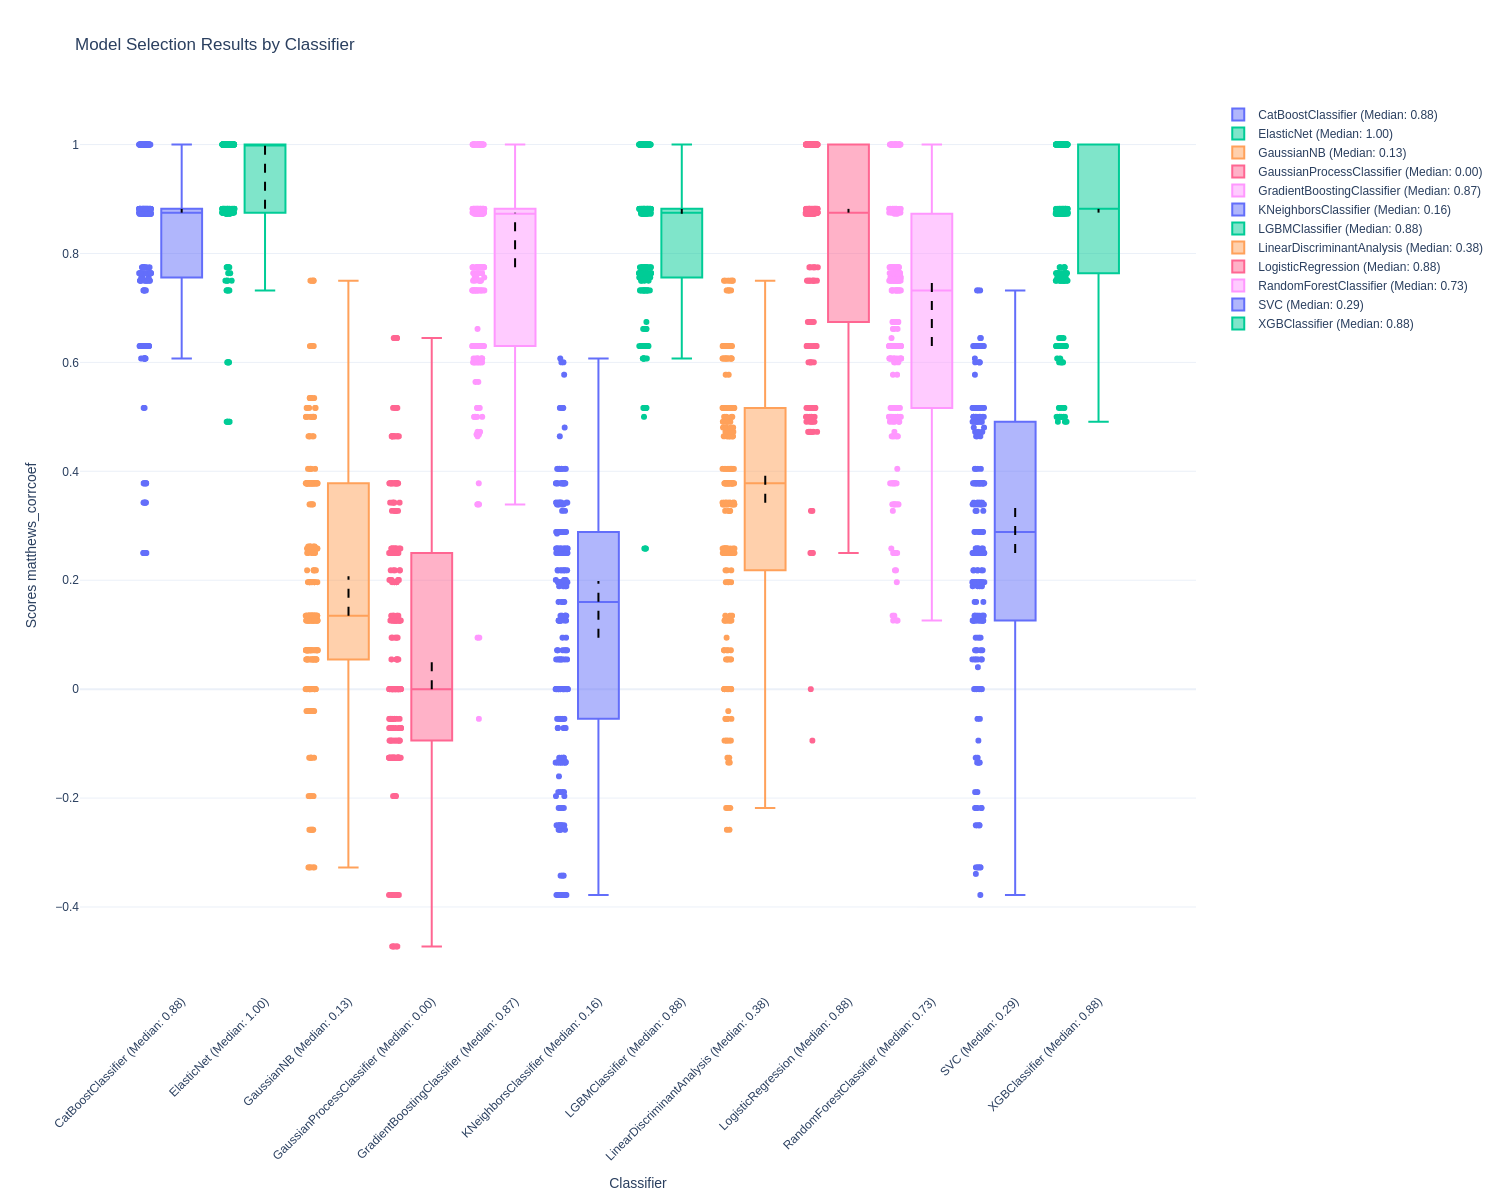 Model Selection Results by Classifier
CatBoostClassifier (Median: 0.88)
ElasticNet (Median: 1.00)
GaussianNB (Median: 0.13)
GaussianProcessClassifier (Median: 0.00)
GradientBoostingClassifier (Median: 0.87)
KNeighborsClassifier (Median: 0.16)
LGBMClassifier (Median: 0.88)
LinearDiscriminantAnalysis (Median: 0.38)
LogisticRegression (Median: 0.88)
RandomForestClassifier (Median: 0.73)
SVC (Median: 0.29)
XGBClassifier (Median: 0.88)
1
0.8
0.6
0.4
0.2
0
−0.2
−0.4
Scores matthews_corrcoef
CatBoostClassifier (Median: 0.88)
ElasticNet (Median: 1.00)
GaussianNB (Median: 0.13)
GaussianProcessClassifier (Median: 0.00)
GradientBoostingClassifier (Median: 0.87)
KNeighborsClassifier (Median: 0.16)
LGBMClassifier (Median: 0.88)
LinearDiscriminantAnalysis (Median: 0.38)
LogisticRegression (Median: 0.88)
RandomForestClassifier (Median: 0.73)
SVC (Median: 0.29)
XGBClassifier (Median: 0.88)
Classifier